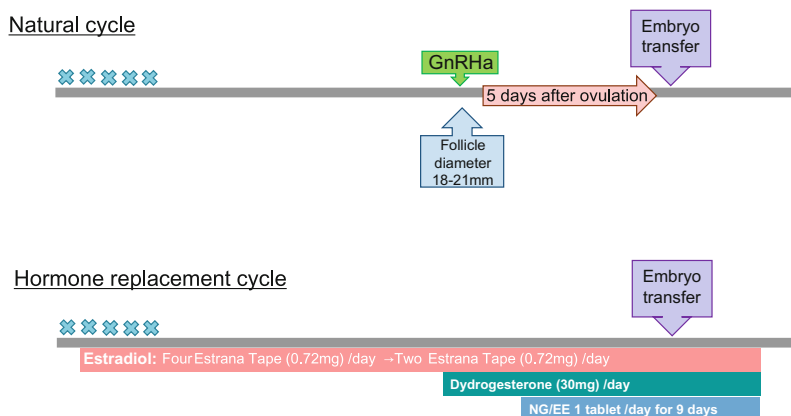 Natural cycle
Embryo
transfer
GnRHa
5 days after ovulation
Follicle
diameter
18-21mm
Hormone replacement cycle
Embryo
transfer
Estradiol: Four Estrana Tape (0.72mg) /day →Two Estrana Tape (0.72mg) /day
Dydrogesterone (30mg) /day
NG/EE 1 tablet /day for 9 days